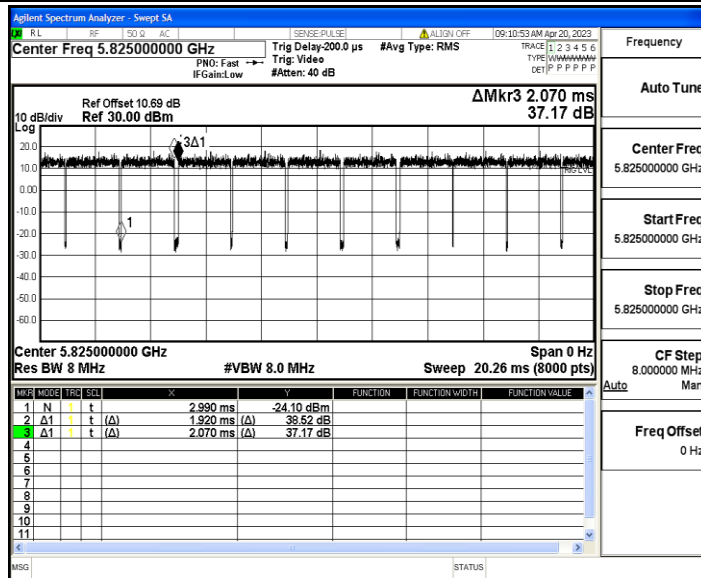 Agilent Spectrum Analyzer - Swept SA
RL RF 50 Ω AC SENSE:PULSE ALIGN OFF 09:10:53 AM Apr 20, 2023
Center Freq 5.825000000 GHz
PNO: Fast
IFGain:Low
Trig Delay-200.0 µs
Trig: Video
#Atten: 40 dB
#Avg Type: RMS
TRACE 1 2 3 4 5 6
TYPE
DET P P P P P P
Ref Offset 10.69 dB
10 dB/div Ref 30.00 dBm
Log
ΔMkr3 2.070 ms
37.17 dB
20.0
10.0
0.00
-10.0
-20.0
-30.0
-40.0
-50.0
-60.0
3Δ1
1
TRIG LVL
Center 5.825000000 GHz Span 0 Hz
Res BW 8 MHz #VBW 8.0 MHz Sweep 20.26 ms (8000 pts)
MKR MODE TRC SCL X Y FUNCTION FUNCTION WIDTH FUNCTION VALUE
1 N 1 t 2.990 ms -24.10 dBm
2 Δ1 1 t (Δ) 1.920 ms (Δ) 38.52 dB
3 Δ1 1 t (Δ) 2.070 ms (Δ) 37.17 dB
4
5
6
7
8
9
10
11
MSG STATUS
Frequency
Auto Tune
Center Freq
5.825000000 GHz
Start Freq
5.825000000 GHz
Stop Freq
5.825000000 GHz
CF Step
8.000000 MHz
Auto Man
Freq Offset
0 Hz